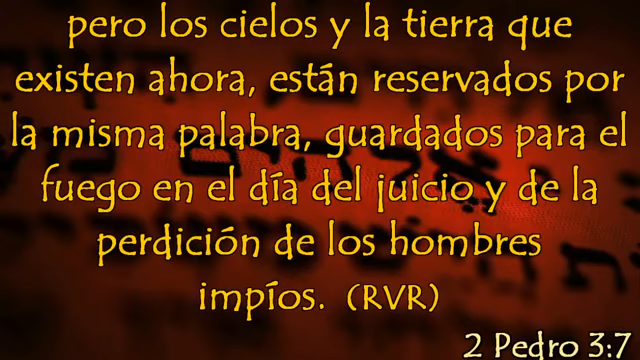 pero los cielos y la tierra que
existen ahora, están reservados por
la misma palabra, guardados para el
fuego en el día del juicio y de la
perdición de los hombres
impíos. (RVR)
2 Pedro 3:7